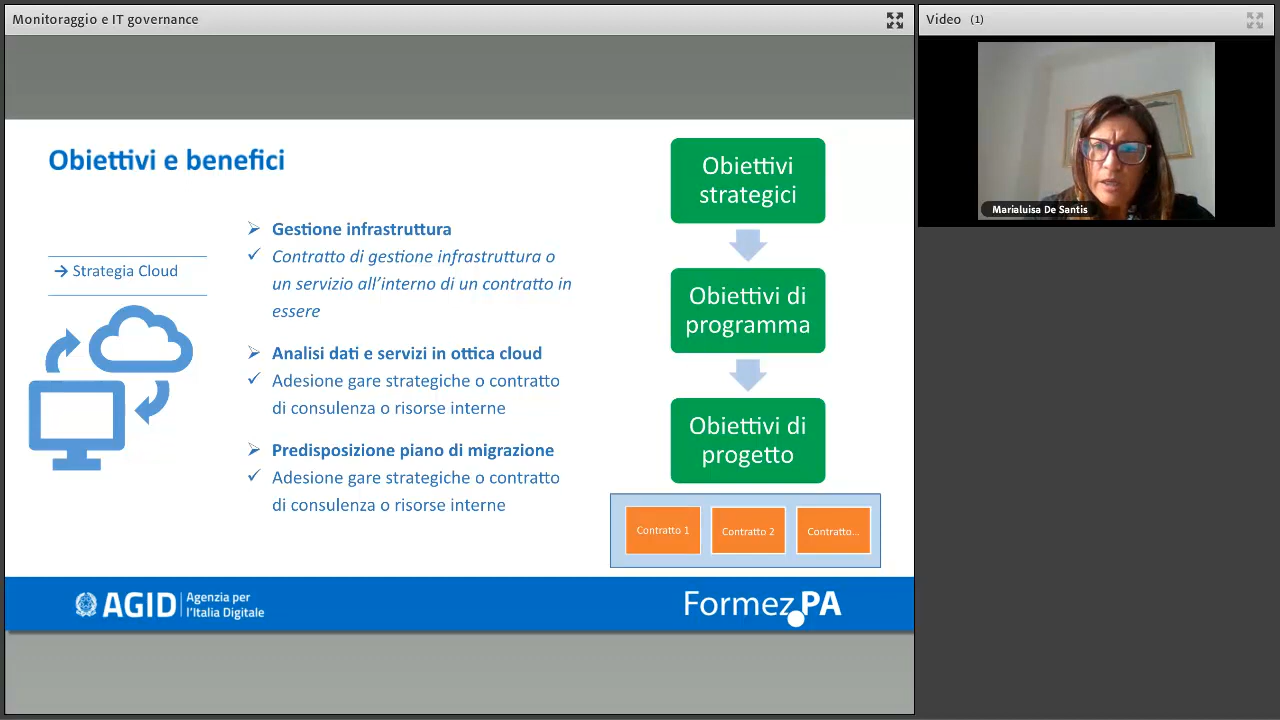 Monitoraggio e IT governance
Video (1)
Marialuisa De Santis
Obiettivi e benefici
→ Strategia Cloud
➢ Gestione infrastruttura
✓ Contratto di gestione infrastruttura o
un servizio all’interno di un contratto in
essere
➢ Analisi dati e servizi in ottica cloud
✓ Adesione gare strategiche o contratto
di consulenza o risorse interne
➢ Predisposizione piano di migrazione
✓ Adesione gare strategiche o contratto
di consulenza o risorse interne
Obiettivi
strategici
Obiettivi di
programma
Obiettivi di
progetto
Contratto 1
Contratto 2
Contratto...
AGID
Agenzia per
l’Italia Digitale
Formez PA